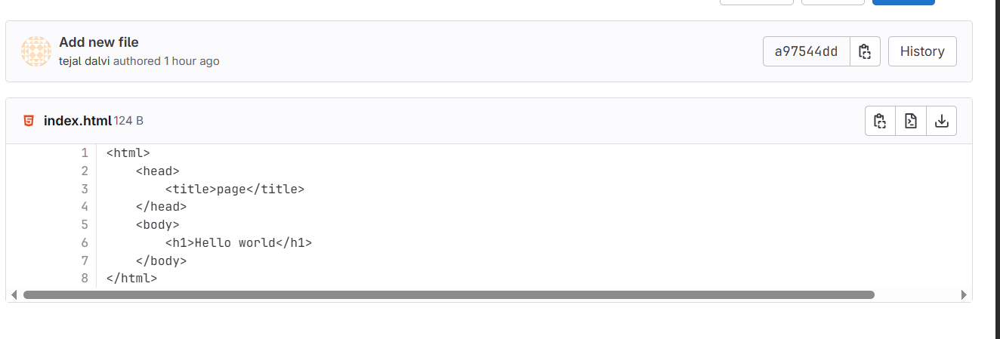 Add new file
tejal dalvi authored 1 hour ago
a97544dd
History
index.html 124 B
1 <html>
2     <head>
3         <title>page</title>
4     </head>
5     <body>
6         <h1>Hello world</h1>
7     </body>
8 </html>